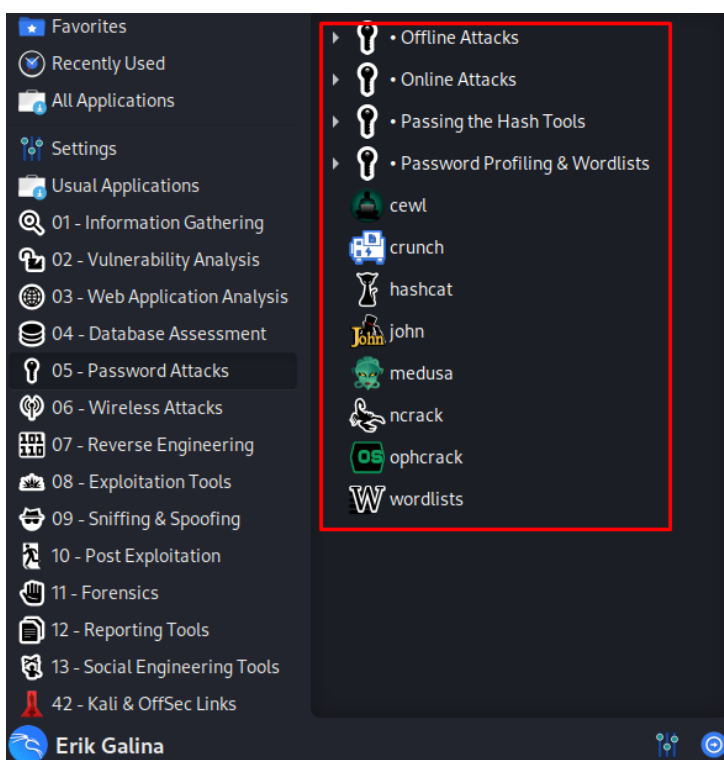 Favorites
Recently Used
All Applications
Settings
Usual Applications
01 - Information Gathering
02 - Vulnerability Analysis
03 - Web Application Analysis
04 - Database Assessment
05 - Password Attacks
06 - Wireless Attacks
07 - Reverse Engineering
08 - Exploitation Tools
09 - Sniffing & Spoofing
10 - Post Exploitation
11 - Forensics
12 - Reporting Tools
13 - Social Engineering Tools
42 - Kali & OffSec Links
• Offline Attacks
• Online Attacks
• Passing the Hash Tools
• Password Profiling & Wordlists
cewl
crunch
hashcat
John john
medusa
ncrack
OS ophcrack
W wordlists
Erik Galina